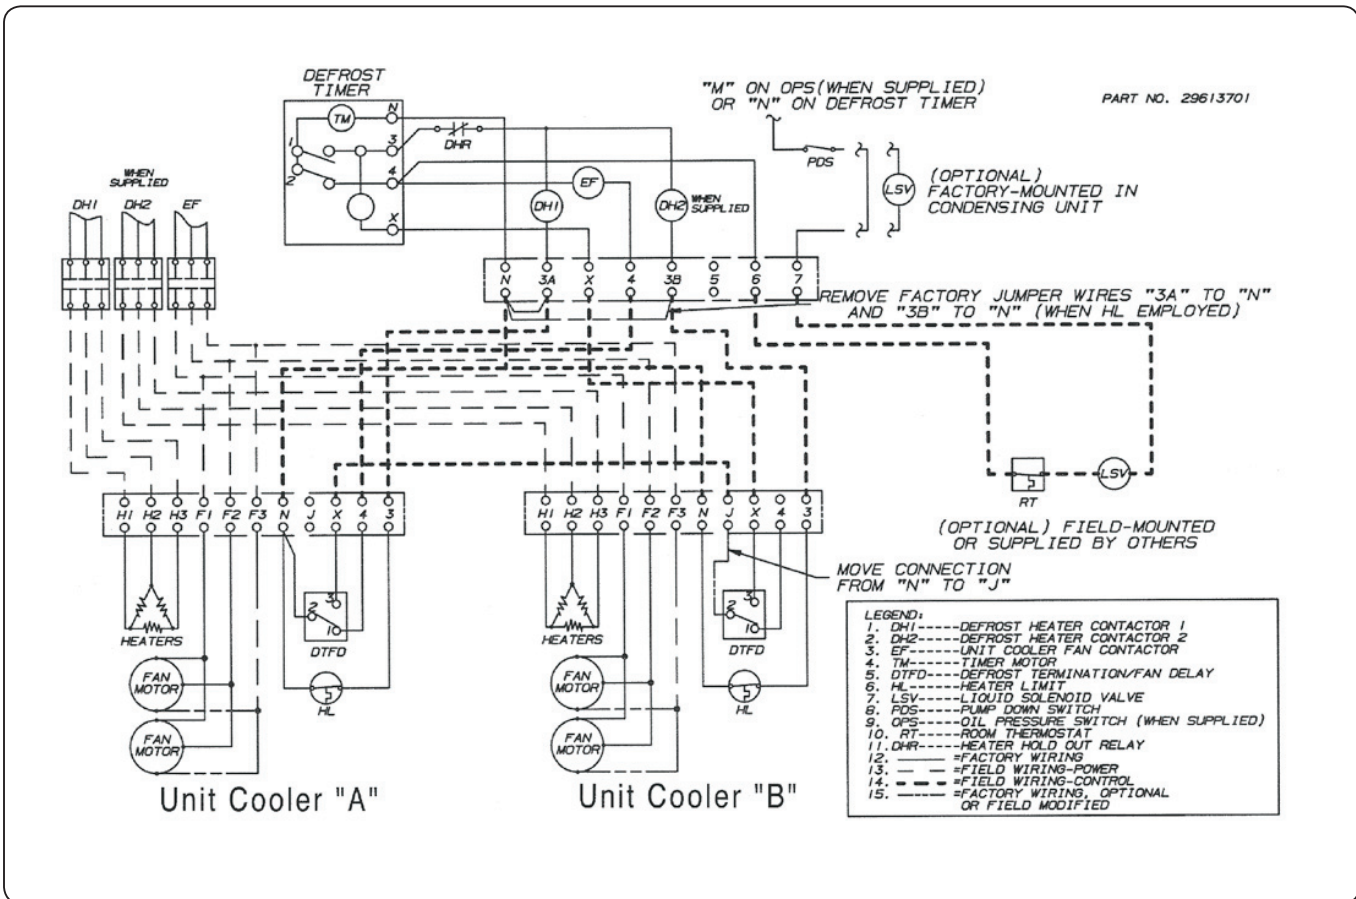 DEFROST
TIMER
"M" ON OPS(WHEN SUPPLIED)
OR "N" ON DEFROST TIMER
PART NO. 29613701
TM
N
1
3
DHR
PDS
2
4
EF
X
DH1
DH2
WHEN
SUPPLIED
LSV
(OPTIONAL)
FACTORY-MOUNTED IN
CONDENSING UNIT
WHEN
SUPPLIED
DH1
DH2
EF
N
3A
X
4
3B
5
6
7
REMOVE FACTORY JUMPER WIRES "3A" TO "N"
AND "3B" TO "N" (WHEN HL EMPLOYED)
RT
LSV
(OPTIONAL) FIELD-MOUNTED
OR SUPPLIED BY OTHERS
H1
H2
H3
F1
F2
F3
N
J
X
4
3
HEATERS
2
3
1
DTFD
FAN
MOTOR
HL
FAN
MOTOR
Unit Cooler "A"
H1
H2
H3
F1
F2
F3
N
J
X
4
3
MOVE CONNECTION
FROM "N" TO "J"
HEATERS
2
3
1
DTFD
FAN
MOTOR
HL
FAN
MOTOR
Unit Cooler "B"
LEGEND:
1. DH1-----DEFROST HEATER CONTACTOR 1
2. DH2-----DEFROST HEATER CONTACTOR 2
3. EF------UNIT COOLER FAN CONTACTOR
4. TM------TIMER MOTOR
5. DTFD----DEFROST TERMINATION/FAN DELAY
6. HL------HEATER LIMIT
7. LSV-----LIQUID SOLENOID VALVE
8. PDS-----PUMP DOWN SWITCH
9. OPS-----OIL PRESSURE SWITCH (WHEN SUPPLIED)
10. RT-----ROOM THERMOSTAT
11. DHR-----HEATER HOLD OUT RELAY
12. =FACTORY WIRING
13. =FIELD WIRING-POWER
14. =FIELD WIRING-CONTROL
15. =FACTORY WIRING, OPTIONAL
OR FIELD MODIFIED